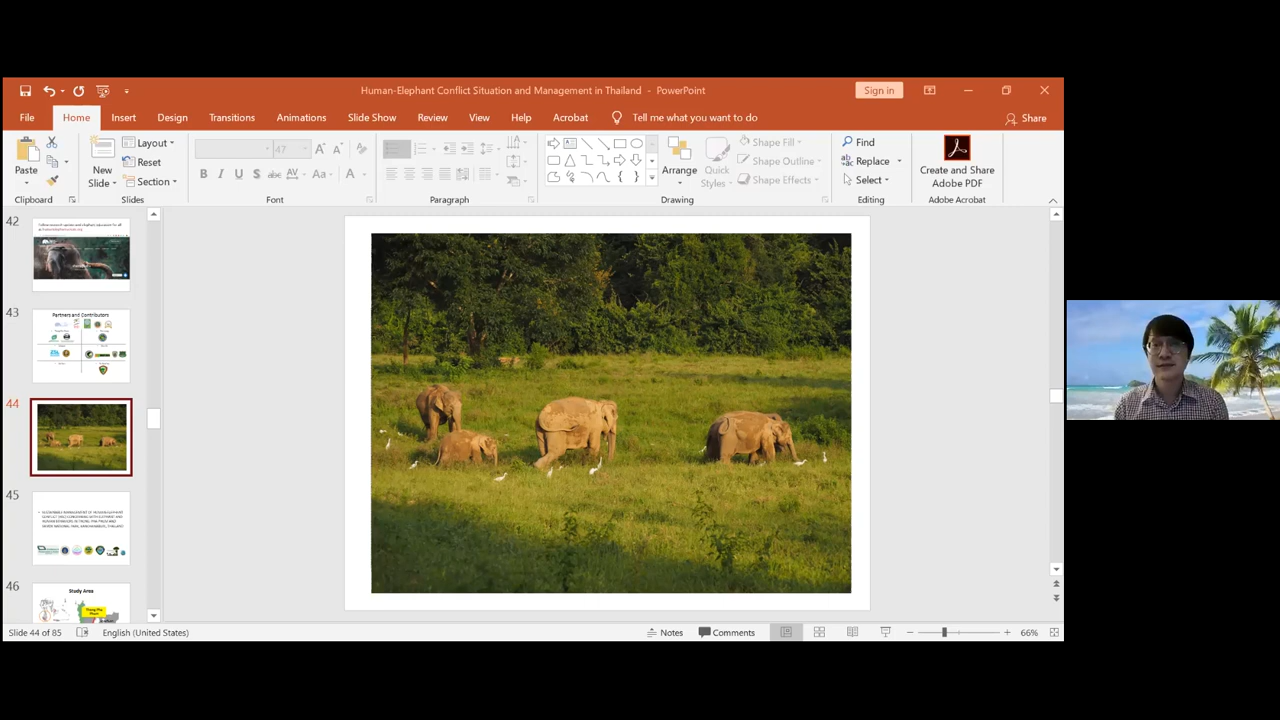 Human-Elephant Conflict Situation and Management in Thailand - PowerPoint
Sign in
File Home Insert Design Transitions Animations Slide Show Review View Help Acrobat Tell me what you want to do Share
Paste
Clipboard
New
Slide
Layout
Reset
Section
Slides
47
B I U S abc AV Aa A
Font
Paragraph
Arrange
Quick
Styles
Shape Fill
Shape Outline
Shape Effects
Drawing
Find
Replace
Select
Editing
Create and Share
Adobe PDF
Adobe Acrobat
42
43
Partners and Contributors
44
45
46
Study Area
Slide 44 of 85 English (United States) Notes Comments 66%